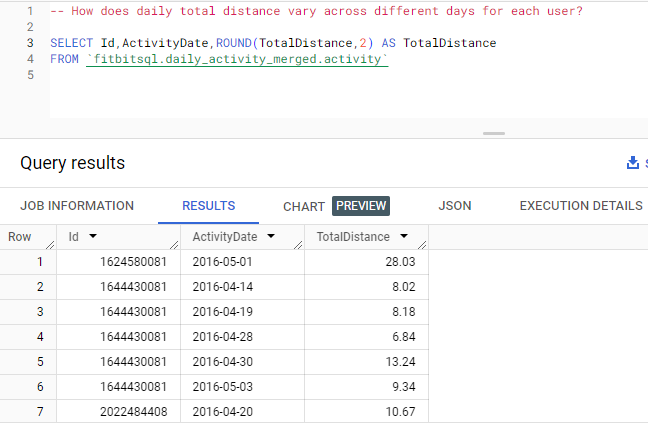 1 -- How does daily total distance vary across different days for each user?
2
3 SELECT Id,ActivityDate,ROUND(TotalDistance,2) AS TotalDistance
4 FROM `fitbitsql.daily_activity_merged.activity`
5
Query results
JOB INFORMATION RESULTS CHART PREVIEW JSON EXECUTION DETAILS
Row Id ActivityDate TotalDistance
1 1624580081 2016-05-01 28.03
2 1644430081 2016-04-14 8.02
3 1644430081 2016-04-19 8.18
4 1644430081 2016-04-28 6.84
5 1644430081 2016-04-30 13.24
6 1644430081 2016-05-03 9.34
7 2022484408 2016-04-20 10.67